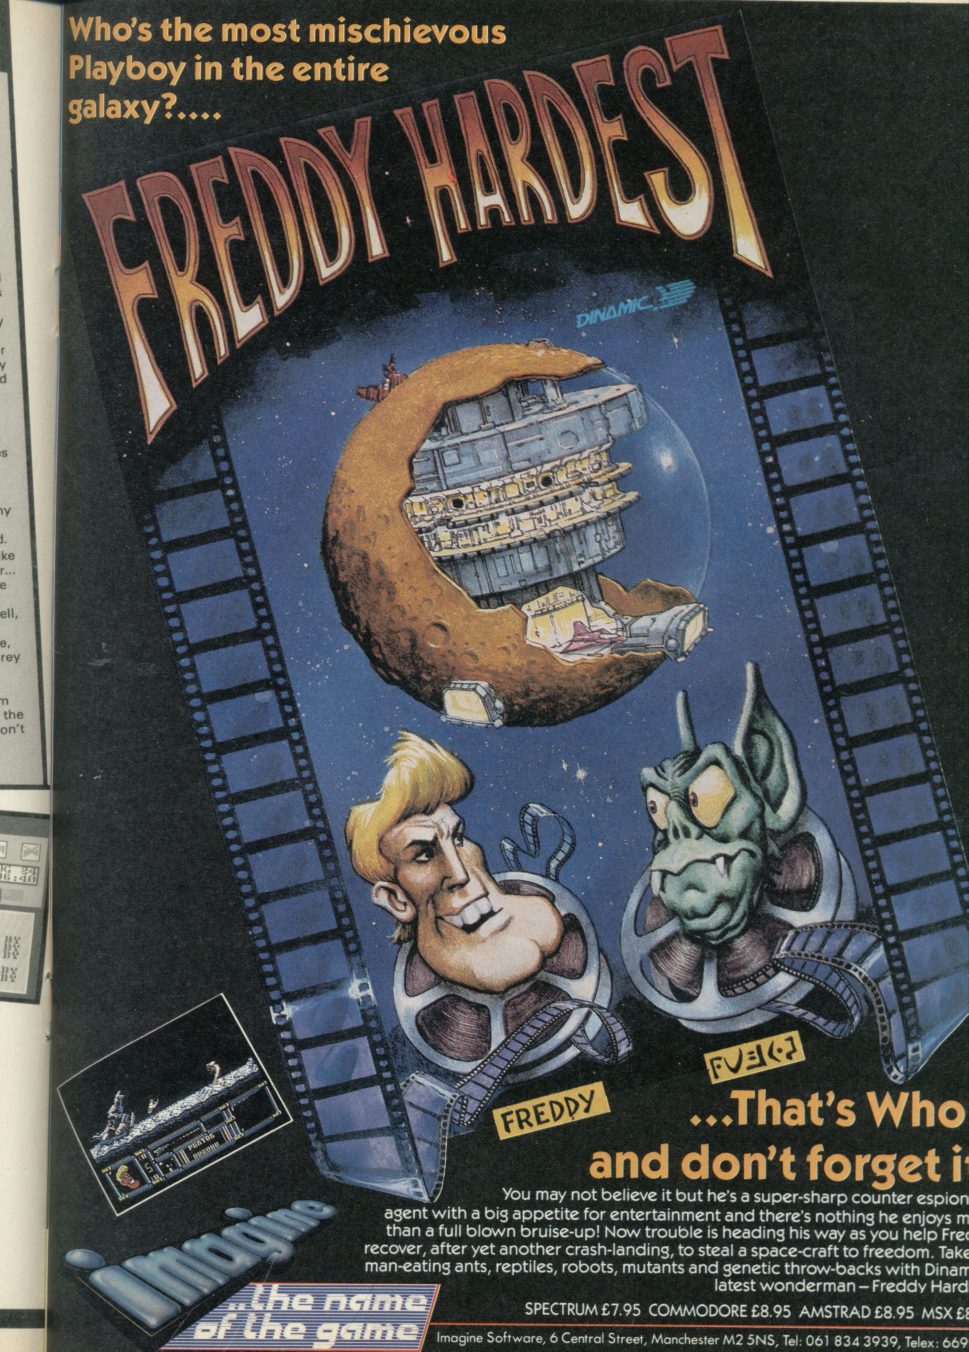 Who's the most mischievous
Playboy in the entire
galaxy?....
FREDDY HARDEST
DINAMIC
FREDDY
...That's Who
and don't forget it
You may not believe it but he's a super-sharp counter espion
agent with a big appetite for entertainment and there's nothing he enjoys m
than a full blown bruise-up! Now trouble is heading his way as you help Fred
recover, after yet another crash-landing, to steal a space-craft to freedom. Take
man-eating ants, reptiles, robots, mutants and genetic throw-backs with Dinam
latest wonderman – Freddy Hard
imagine
...the name
of the game
SPECTRUM £7.95 COMMODORE £8.95 AMSTRAD £8.95 MSX £8
Imagine Software, 6 Central Street, Manchester M2 5NS, Tel: 061 834 3939, Telex: 669